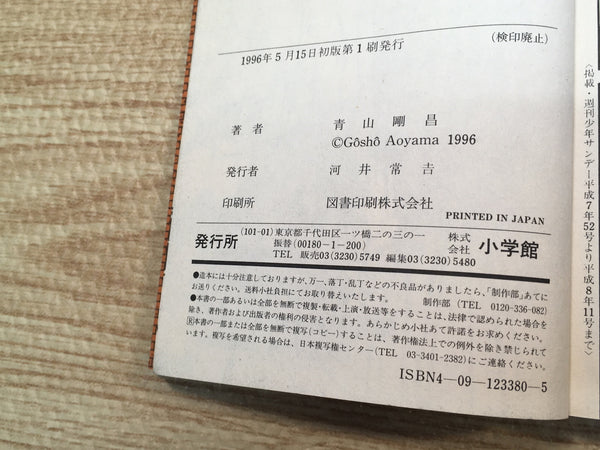 (検印廃止)
1996年5月15日初版第1刷発行
著者 青山剛昌
©Gôshô Aoyama 1996
発行者 河井常吉
印刷所 図書印刷株式会社
PRINTED IN JAPAN
発行所 (101-01)東京都千代田区一ツ橋二の三の一 株式会社 小学館
振替(00180-1-200)
TEL 販売03(3230)5749 編集03(3230)5480
●造本には十分注意しておりますが、万一、落丁・乱丁などの不良品がありましたら、「制作部」あてに
お送りください。送料小社負担にてお取り替えいたします。 制作部(TEL 0120-336-082)
●本書の一部あるいは全部を無断で複製・転載・上演・放送等をすることは、法律で認められた場合を
除き、著作者および出版者の権利の侵害となります。あらかじめ小社あて許諾をお求めください。
Ⓡ本書の一部または全部を無断で複写(コピー)することは、著作権法上での例外を除き禁じられて
います。複写を希望される場合は、日本複写権センター(TEL 03-3401-2382)にご連絡ください。
ISBN4-09-123380-5
〈掲載・週刊少年サンデー平成7年52号より平成8年11号まで〉